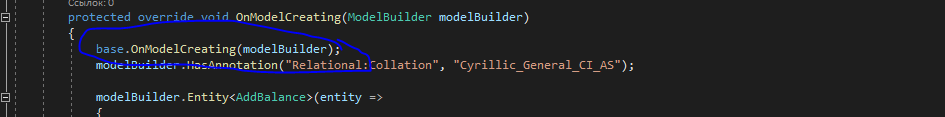 Ссылок: 0
protected override void OnModelCreating(ModelBuilder modelBuilder)
{
base.OnModelCreating(modelBuilder);
modelBuilder.HasAnnotation("Relational:Collation", "Cyrillic_General_CI_AS");
modelBuilder.Entity<AddBalance>(entity =>
{